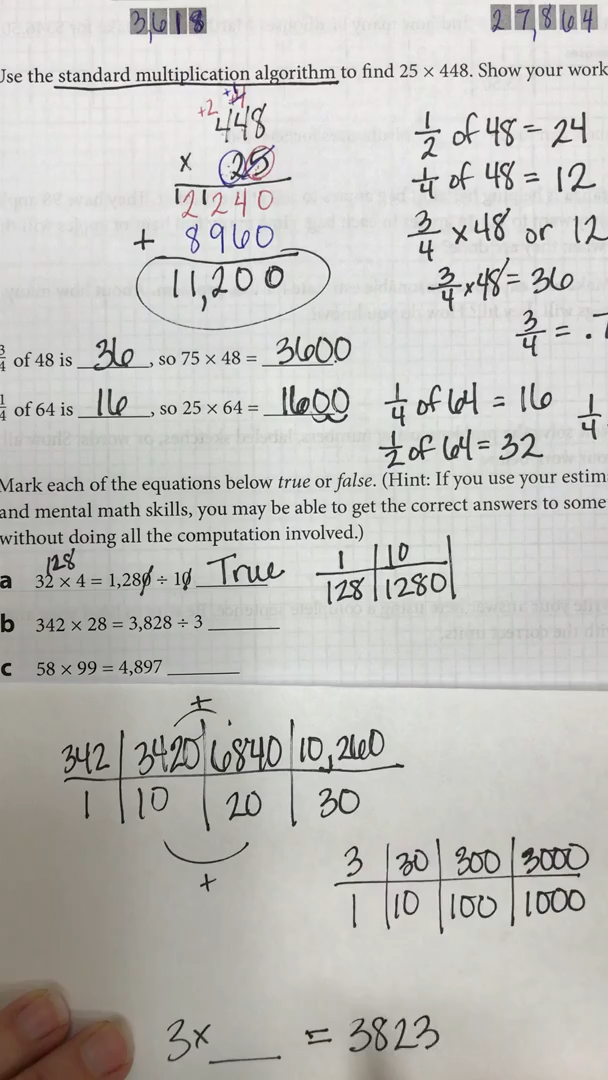 3,618 27,864
Use the standard multiplication algorithm to find 25 × 448. Show your work
+2 +4
448
× 25
2240
+ 8960
11,200
1/2 of 48 = 24
1/4 of 48 = 12
3/4 × 48 or 12
3/4 × 48 = 36
3/4 = .7
3/4 of 48 is 36, so 75 × 48 = 3600
1/4 of 64 is 16, so 25 × 64 = 1600
1/4 of 64 = 16 1/4
1/2 of 64 = 32
Mark each of the equations below true or false. (Hint: If you use your estim
and mental math skills, you may be able to get the correct answers to some
without doing all the computation involved.)
128
a 32 × 4 = 1,280 ÷ 10 True
1 | 10
128 | 1280
b 342 × 28 = 3,828 ÷ 3
c 58 × 99 = 4,897
+
342 | 3420 | 6840 | 10,260
1 | 10 | 20 | 30
+
3 | 30 | 300 | 3000
1 | 10 | 100 | 1000
3 × ___ = 3823